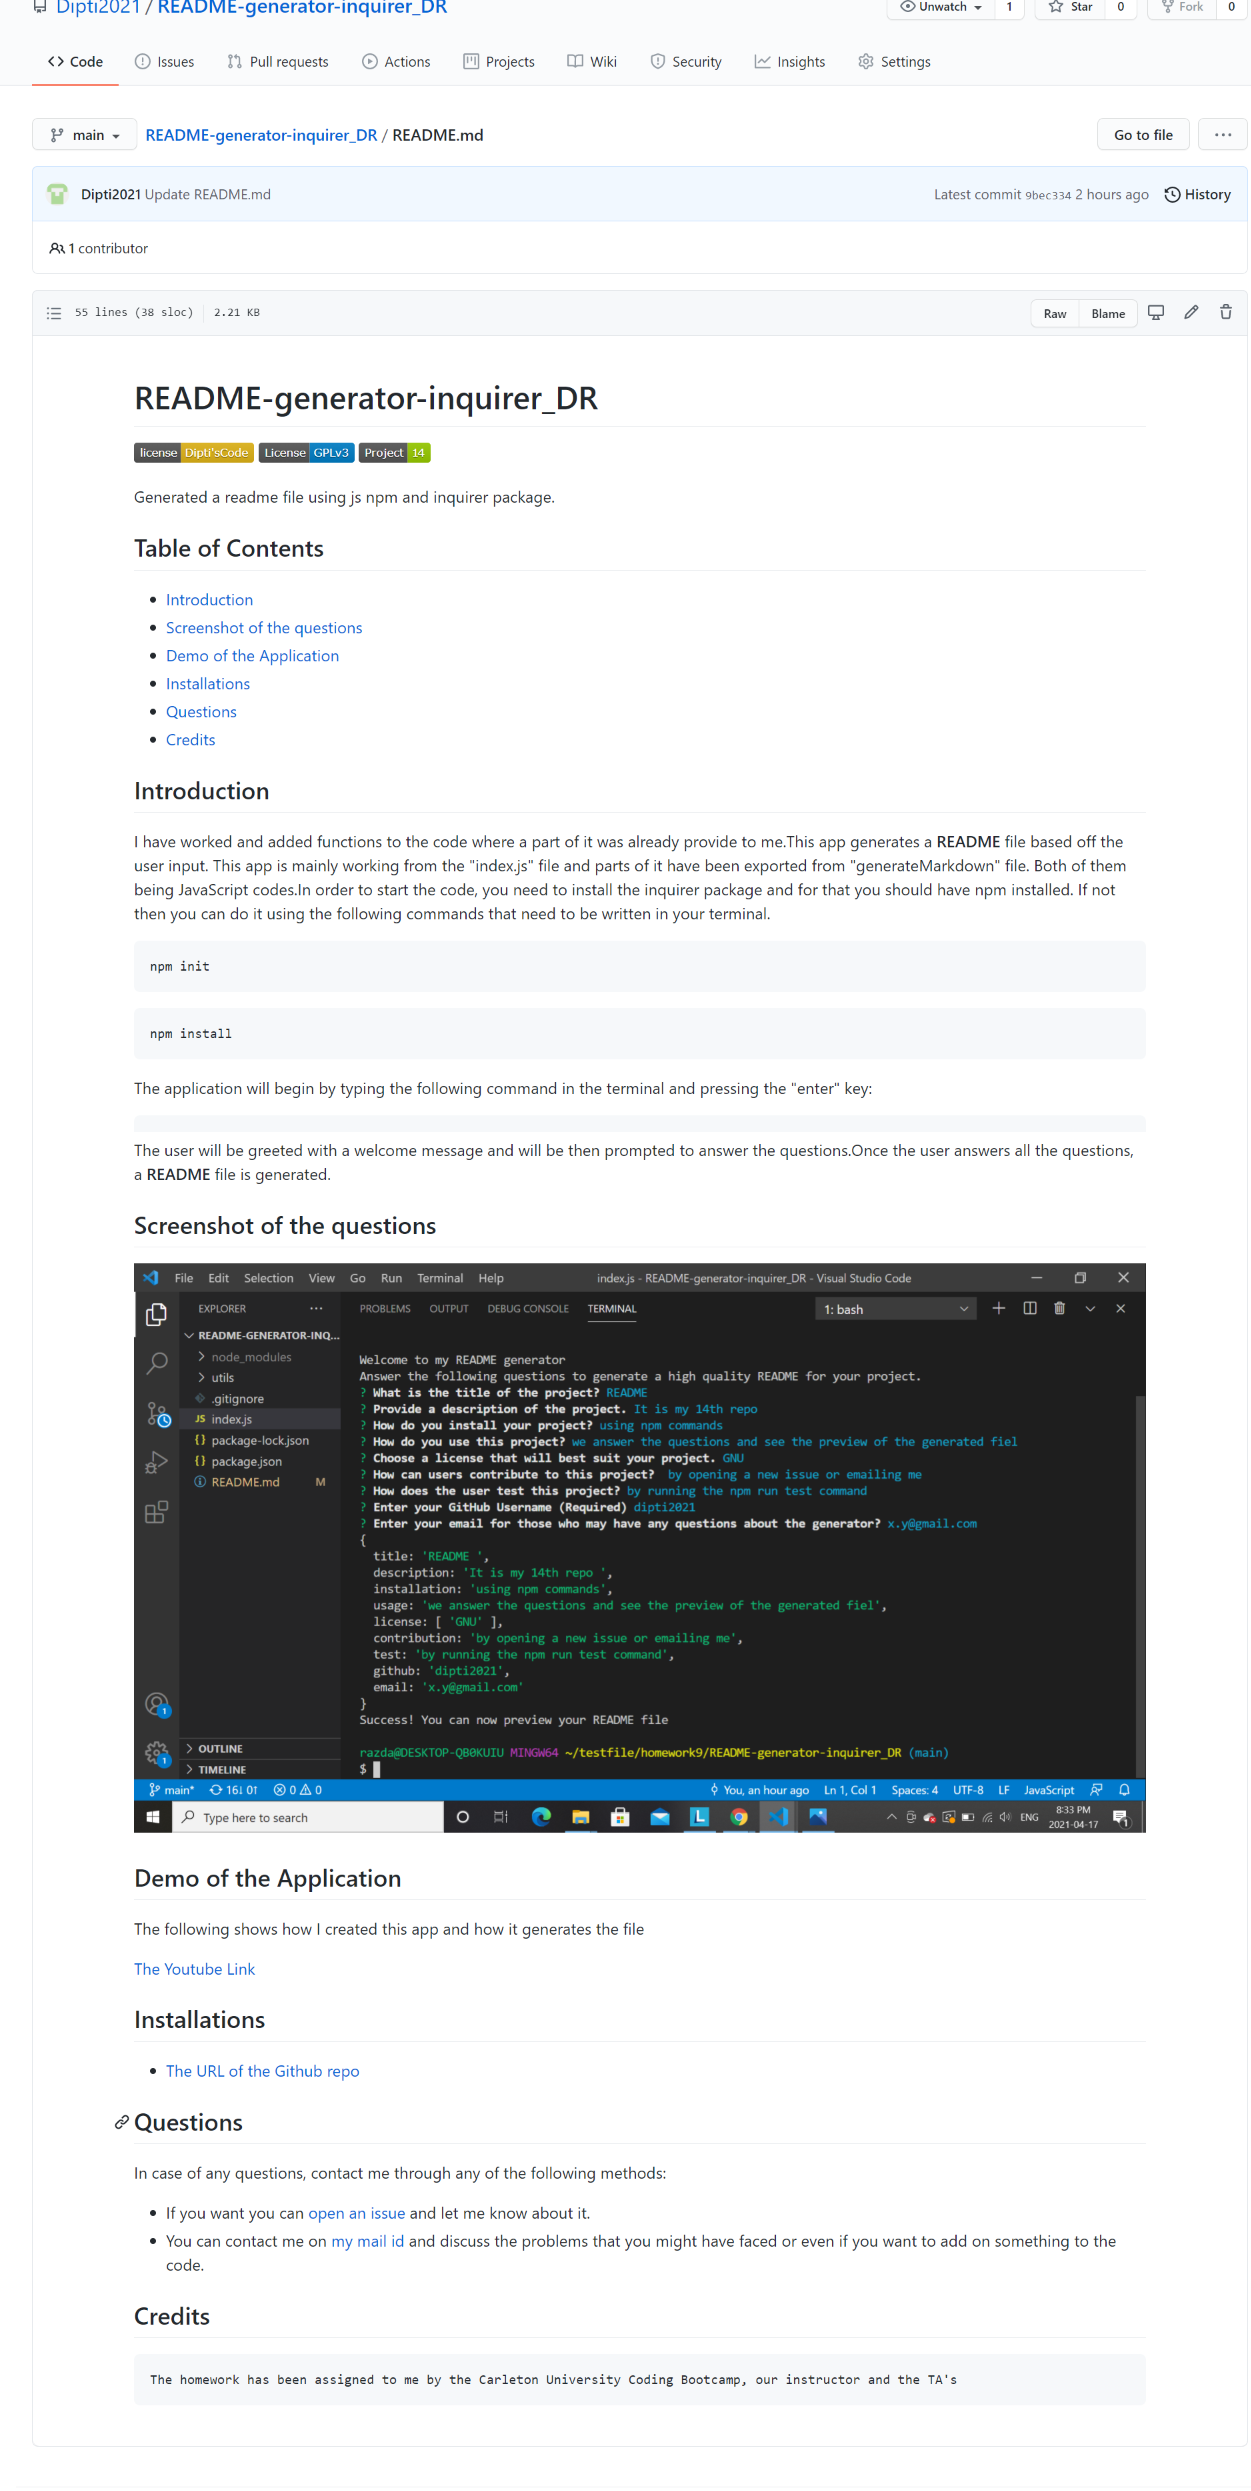 Dipti2021 / README-generator-inquirer_DR
Unwatch 1 Star 0 Fork 0
Code Issues Pull requests Actions Projects Wiki Security Insights Settings
main README-generator-inquirer_DR / README.md Go to file ...
Dipti2021 Update README.md Latest commit 9bec334 2 hours ago History
1 contributor
55 lines (38 sloc) 2.21 KB Raw Blame
README-generator-inquirer_DR
license Dipti'sCode License GPLv3 Project 14
Generated a readme file using js npm and inquirer package.
Table of Contents
Introduction
Screenshot of the questions
Demo of the Application
Installations
Questions
Credits
Introduction
I have worked and added functions to the code where a part of it was already provide to me.This app generates a README file based off the
user input. This app is mainly working from the "index.js" file and parts of it have been exported from "generateMarkdown" file. Both of them
being JavaScript codes.In order to start the code, you need to install the inquirer package and for that you should have npm installed. If not
then you can do it using the following commands that need to be written in your terminal.
npm init
npm install
The application will begin by typing the following command in the terminal and pressing the "enter" key:
The user will be greeted with a welcome message and will be then prompted to answer the questions.Once the user answers all the questions,
a README file is generated.
Screenshot of the questions
File Edit Selection View Go Run Terminal Help index.js - README-generator-inquirer_DR - Visual Studio Code
EXPLORER ... PROBLEMS OUTPUT DEBUG CONSOLE TERMINAL 1: bash
README-GENERATOR-INQ...
node_modules
utils
.gitignore
JS index.js
{} package-lock.json
{} package.json
README.md M
OUTLINE
TIMELINE
Welcome to my README generator
Answer the following questions to generate a high quality README for your project.
? What is the title of the project? README
? Provide a description of the project. It is my 14th repo
? How do you install your project? using npm commands
? How do you use this project? we answer the questions and see the preview of the generated fiel
? Choose a license that will best suit your project. GNU
? How can users contribute to this project? by opening a new issue or emailing me
? How does the user test this project? by running the npm run test command
? Enter your GitHub Username (Required) dipti2021
? Enter your email for those who may have any questions about the generator? x.y@gmail.com
{
title: 'README ',
description: 'It is my 14th repo ',
installation: 'using npm commands',
usage: 'we answer the questions and see the preview of the generated fiel',
license: [ 'GNU' ],
contribution: 'by opening a new issue or emailing me',
test: 'by running the npm run test command',
github: 'dipti2021',
email: 'x.y@gmail.com'
}
Success! You can now preview your README file
razda@DESKTOP-QB0KUIU MINGW64 ~/testfile/homework9/README-generator-inquirer_DR (main)
$
main* 16↓ 0↑ 0 0 You, an hour ago Ln 1, Col 1 Spaces: 4 UTF-8 LF JavaScript
Type here to search L ENG 8:33 PM
2021-04-17 1
Demo of the Application
The following shows how I created this app and how it generates the file
The Youtube Link
Installations
The URL of the Github repo
Questions
In case of any questions, contact me through any of the following methods:
If you want you can open an issue and let me know about it.
You can contact me on my mail id and discuss the problems that you might have faced or even if you want to add on something to the
code.
Credits
The homework has been assigned to me by the Carleton University Coding Bootcamp, our instructor and the TA's